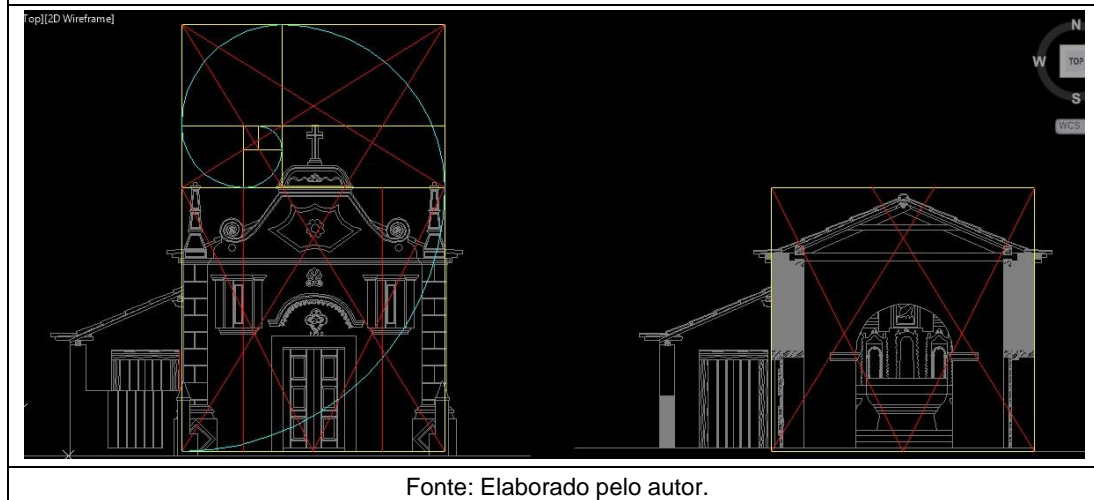 Top][2D Wireframe]
N
W
TOP
S
WCS
Fonte: Elaborado pelo autor.